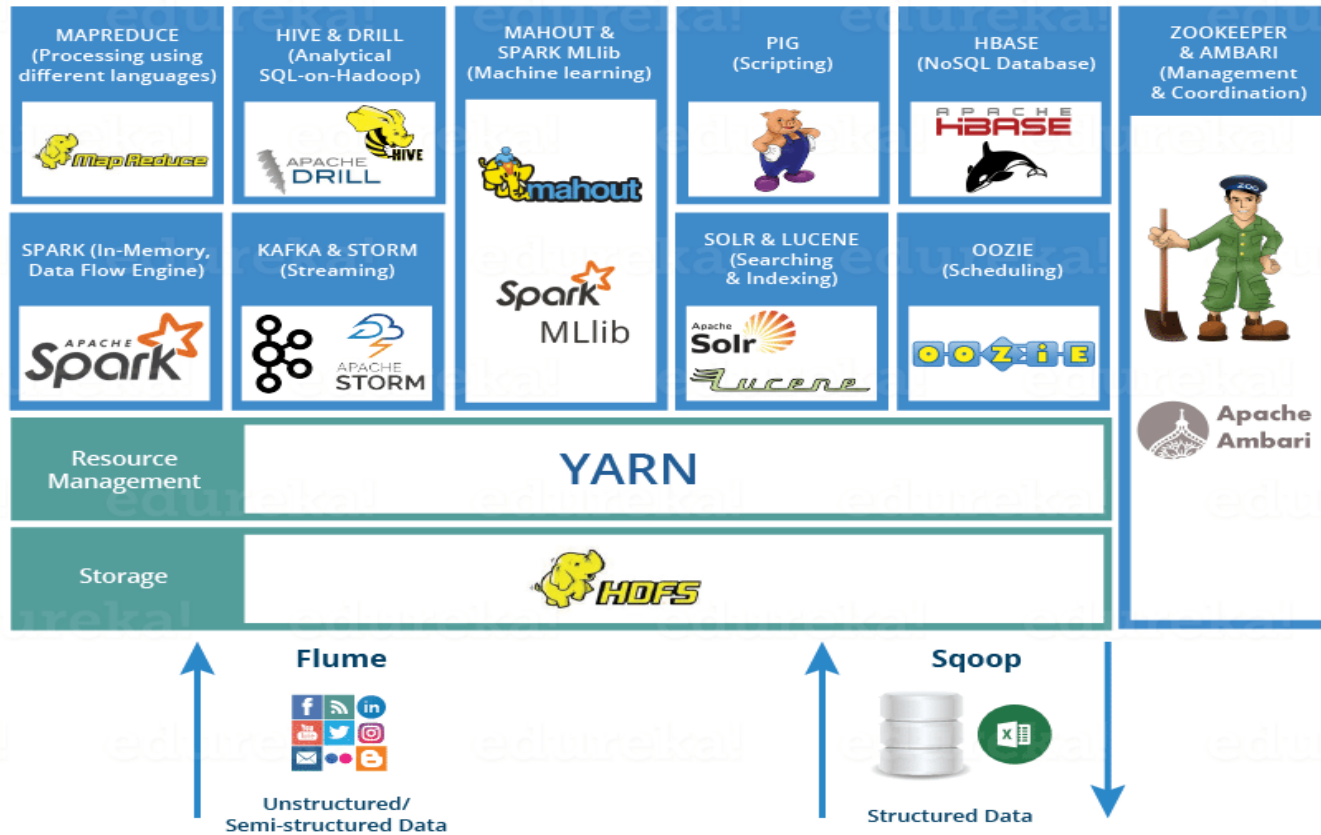 MAPREDUCE
(Processing using
different languages)
Map Reduce
HIVE & DRILL
(Analytical
SQL-on-Hadoop)
HIVE
APACHE
DRILL
MAHOUT &
SPARK MLlib
(Machine learning)
mahout
Spark
MLlib
PIG
(Scripting)
HBASE
(NoSQL Database)
APACHE
HBASE
ZOOKEEPER
& AMBARI
(Management
& Coordination)
ZOO
Apache
Ambari
SPARK (In-Memory,
Data Flow Engine)
APACHE
Spark
KAFKA & STORM
(Streaming)
APACHE
STORM
SOLR & LUCENE
(Searching
& Indexing)
Apache
Solr
Lucene
OOZIE
(Scheduling)
OOZiE
Resource
Management
YARN
Storage
HDFS
Flume
Unstructured/
Semi-structured Data
Sqoop
Structured Data
edureka!